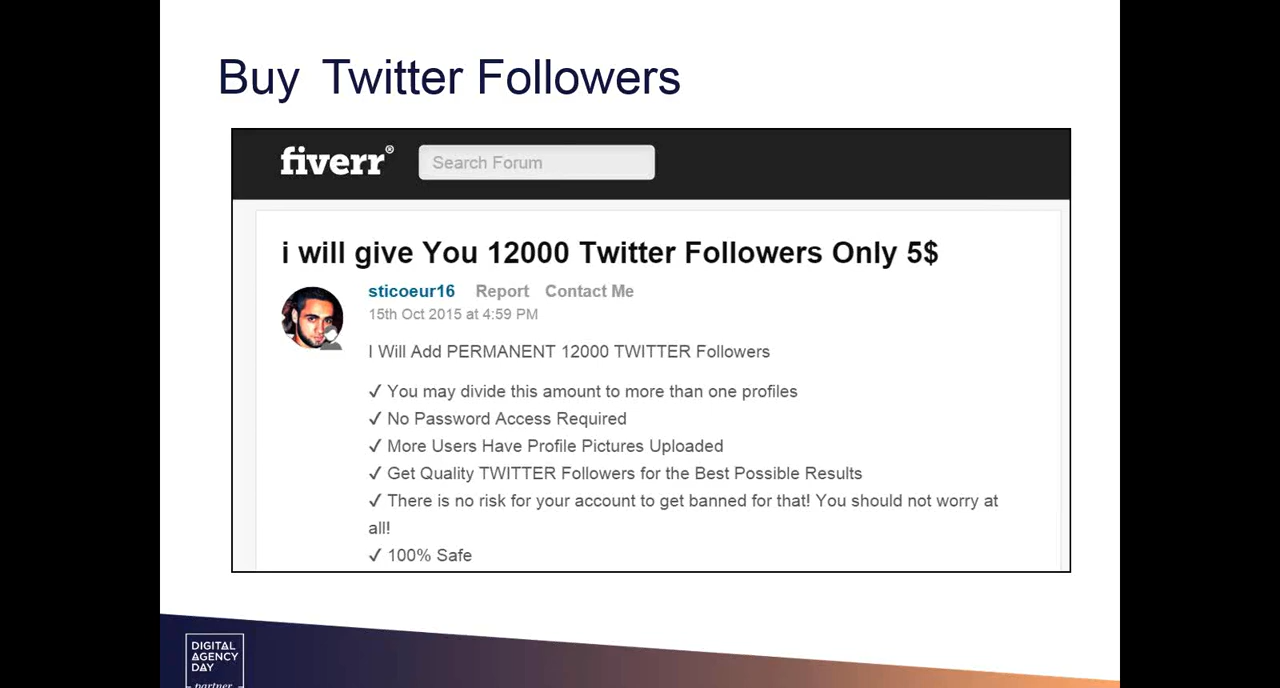 Buy Twitter Followers
fiverr®
Search Forum
i will give You 12000 Twitter Followers Only 5$
sticoeur16 Report Contact Me
15th Oct 2015 at 4:59 PM
I Will Add PERMANENT 12000 TWITTER Followers
✓ You may divide this amount to more than one profiles
✓ No Password Access Required
✓ More Users Have Profile Pictures Uploaded
✓ Get Quality TWITTER Followers for the Best Possible Results
✓ There is no risk for your account to get banned for that! You should not worry at
all!
✓ 100% Safe
DIGITAL
AGENCY
DAY
partner